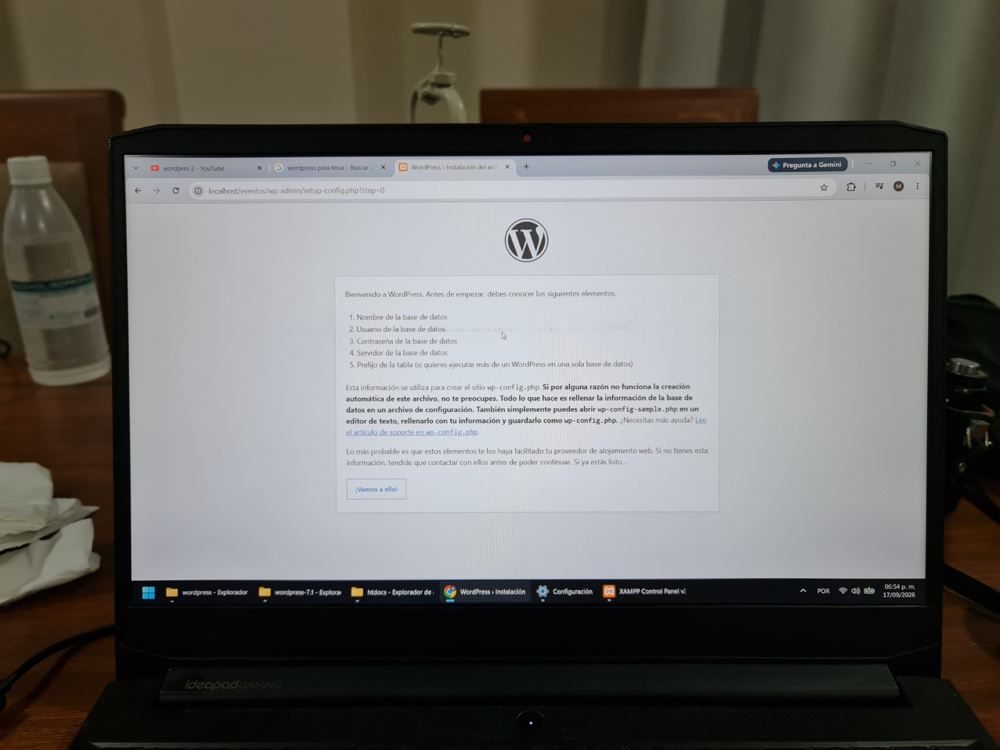 wordpres 2 - YouTube
wordpress para linux - Buscar
WordPress › Instalación del arc
Pregunta a Gemini
localhost/eventos/wp-admin/setup-config.php?step=0
M
Bienvenido a WordPress. Antes de empezar, debes conocer los siguientes elementos.
1. Nombre de la base de datos
2. Usuario de la base de datos
3. Contraseña de la base de datos
4. Servidor de la base de datos
5. Prefijo de la tabla (si quieres ejecutar más de un WordPress en una sola base de datos)
Esta información se utiliza para crear el sitio wp-config.php. Si por alguna razón no funciona la creación
automática de este archivo, no te preocupes. Todo lo que hace es rellenar la información de la base de
datos en un archivo de configuración. También simplemente puedes abrir wp-config-sample.php en un
editor de texto, rellenarlo con tu información y guardarlo como wp-config.php. ¿Necesitas más ayuda? Lee
el artículo de soporte en wp-config.php.
Lo más probable es que estos elementos te los haya facilitado tu proveedor de alojamiento web. Si no tienes esta
información, tendrás que contactar con ellos antes de poder continuar. Si ya estás listo...
¡Vamos a ello!
wordpress - Explorador
wordpress-7.1 - Explora
htdocs - Explorador de
WordPress › Instalación
Configuración
XAMPP Control Panel v
POR
06:54 p. m.
17/09/2026
ideapad GAMING
ALCOHOL